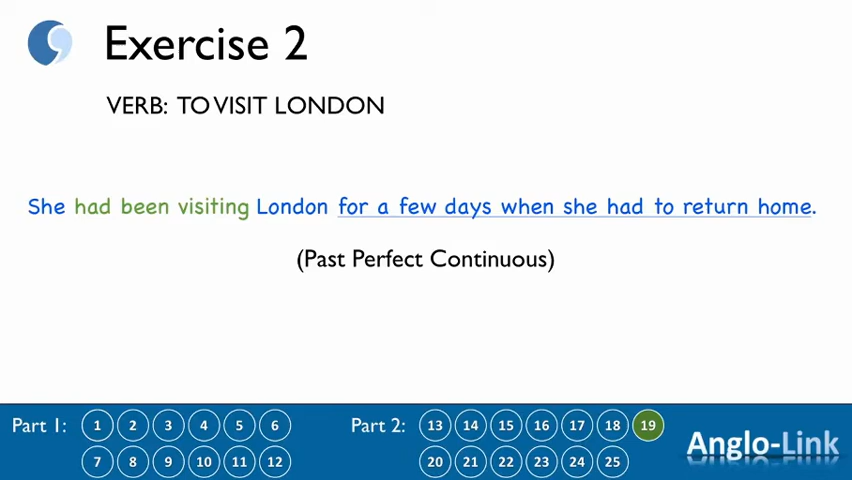 Exercise 2
VERB: TO VISIT LONDON
She had been visiting London for a few days when she had to return home.
(Past Perfect Continuous)
Part 1: 1 2 3 4 5 6 Part 2: 13 14 15 16 17 18 19
7 8 9 10 11 12 20 21 22 23 24 25
Anglo-Link